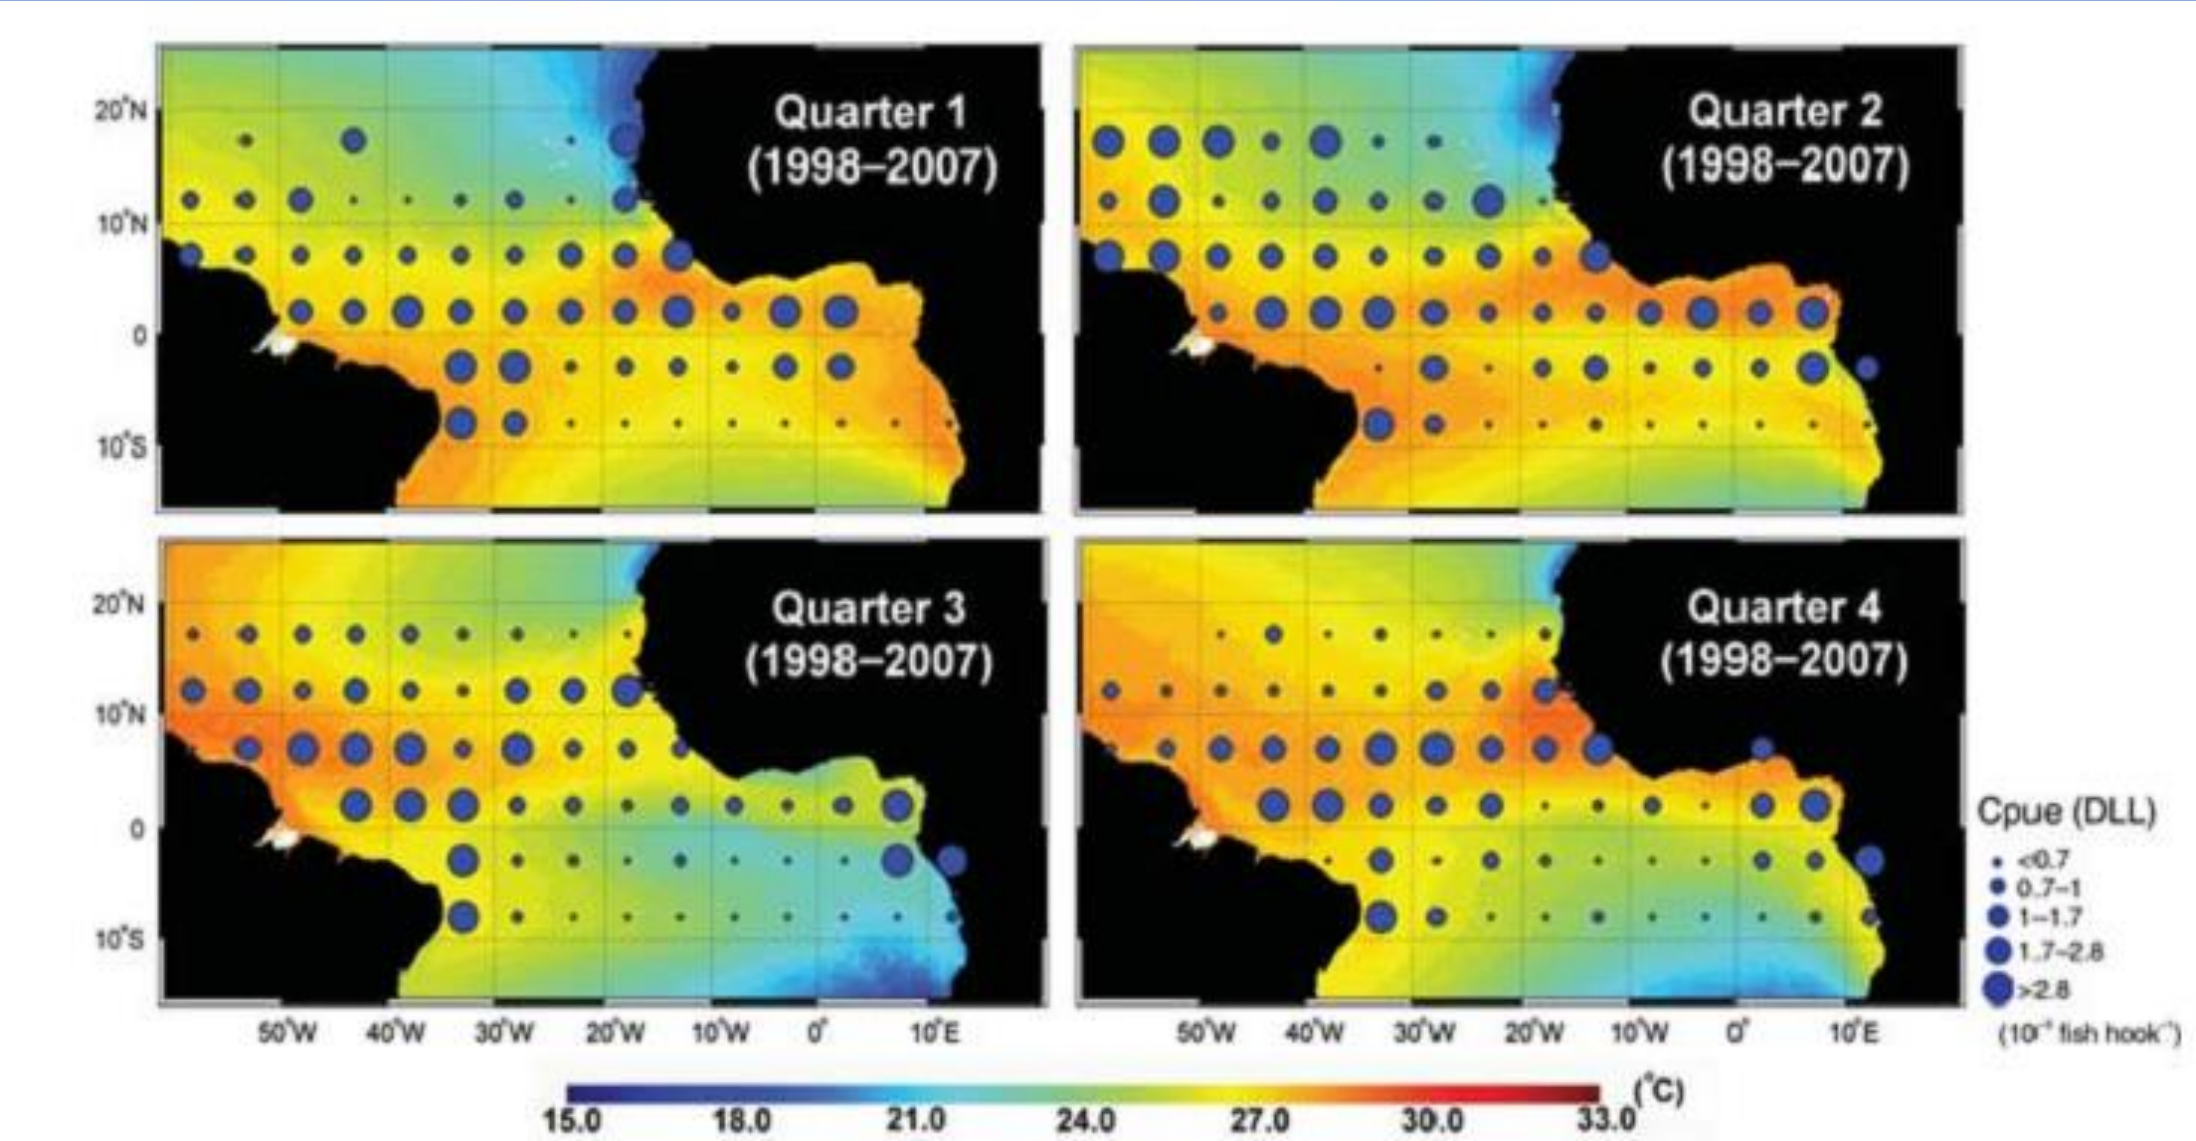 Quarter 1
(1998–2007)
Quarter 2
(1998–2007)
20°N
10°N
0
10°S
Quarter 3
(1998–2007)
Quarter 4
(1998–2007)
20°N
10°N
0
10°S
50°W 40°W 30°W 20°W 10°W 0° 10°E
50°W 40°W 30°W 20°W 10°W 0° 10°E
Cpue (DLL)
<0.7
0.7–1
1–1.7
1.7–2.8
>2.8
fish hook
(°C)
15.0 18.0 21.0 24.0 27.0 30.0 33.0